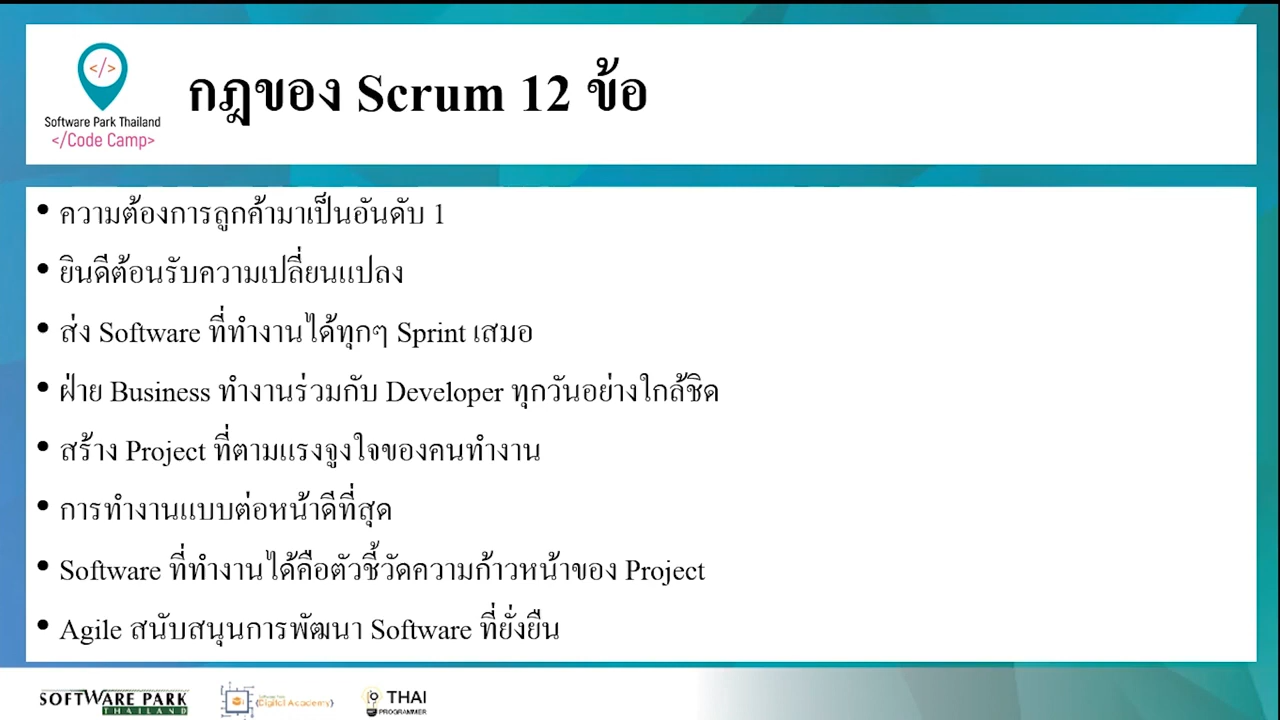 </>
Software Park Thailand
</Code Camp>
กฎของ Scrum 12 ข้อ
• ความต้องการลูกค้ามาเป็นอันดับ 1
• ยินดีต้อนรับความเปลี่ยนแปลง
• ส่ง Software ที่ทำงานได้ทุกๆ Sprint เสมอ
• ฝ่าย Business ทำงานร่วมกับ Developer ทุกวันอย่างใกล้ชิด
• สร้าง Project ที่ตามแรงจูงใจของคนทำงาน
• การทำงานแบบต่อหน้าดีที่สุด
• Software ที่ทำงานได้คือตัวชี้วัดความก้าวหน้าของ Project
• Agile สนับสนุนการพัฒนา Software ที่ยั่งยืน
SOFTWARE PARK
THAILAND
Software Park
{Digital Academy}
THAI
PROGRAMMER